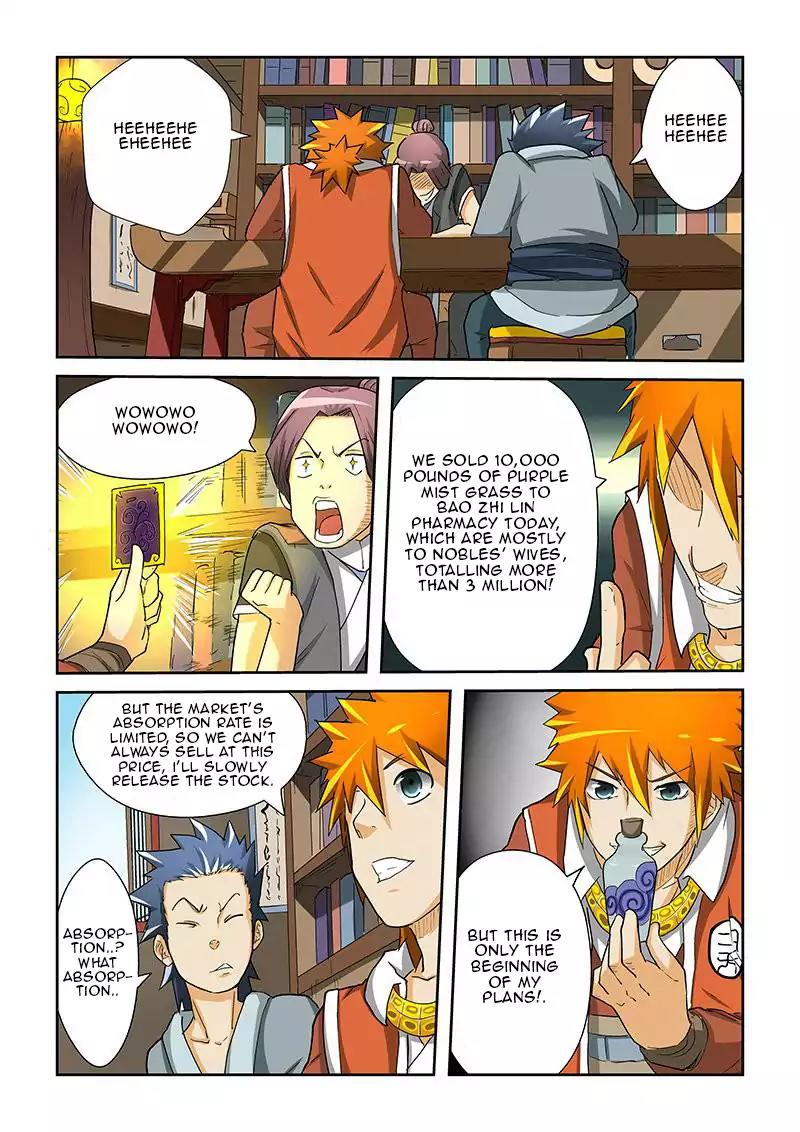 HEEHEEHE
EHEEHEE
HEEHEE
HEEHEE
WOWOWO
WOWOWO!
WE SOLD 10,000
POUNDS OF PURPLE
MIST GRASS TO
BAO ZHI LIN
PHARMACY TODAY,
WHICH ARE MOSTLY
TO NOBLES' WIVES,
TOTALLING MORE
THAN 3 MILLION!
BUT THE MARKET'S
ABSORPTION RATE IS
LIMITED, SO WE CAN'T
ALWAYS SELL AT THIS
PRICE, I'LL SLOWLY
RELEASE THE STOCK.
ABSORP-
TION..?
WHAT
ABSORP-
TION..
BUT THIS IS
ONLY THE
BEGINNING
OF MY
PLANS!.